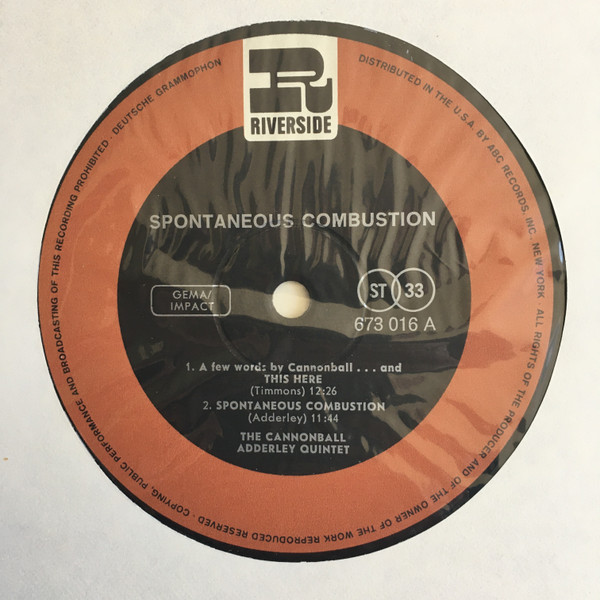 R
RIVERSIDE
SPONTANEOUS COMBUSTION
GEMA/
IMPACT
ST 33
673 016 A
1. A few words by Cannonball . . . and
THIS HERE
(Timmons) 12:26
2. SPONTANEOUS COMBUSTION
(Adderley) 11:44
THE CANNONBALL
ADDERLEY QUINTET
DISTRIBUTED IN THE U.S.A. BY ABC RECORDS, INC. NEW YORK · ALL RIGHTS OF THE PRODUCER AND OF THE OWNER OF THE WORK REPRODUCED RESERVED · COPYING, PUBLIC PERFORMANCE AND BROADCASTING OF THIS RECORDING PROHIBITED · DEUTSCHE GRAMMOPHON